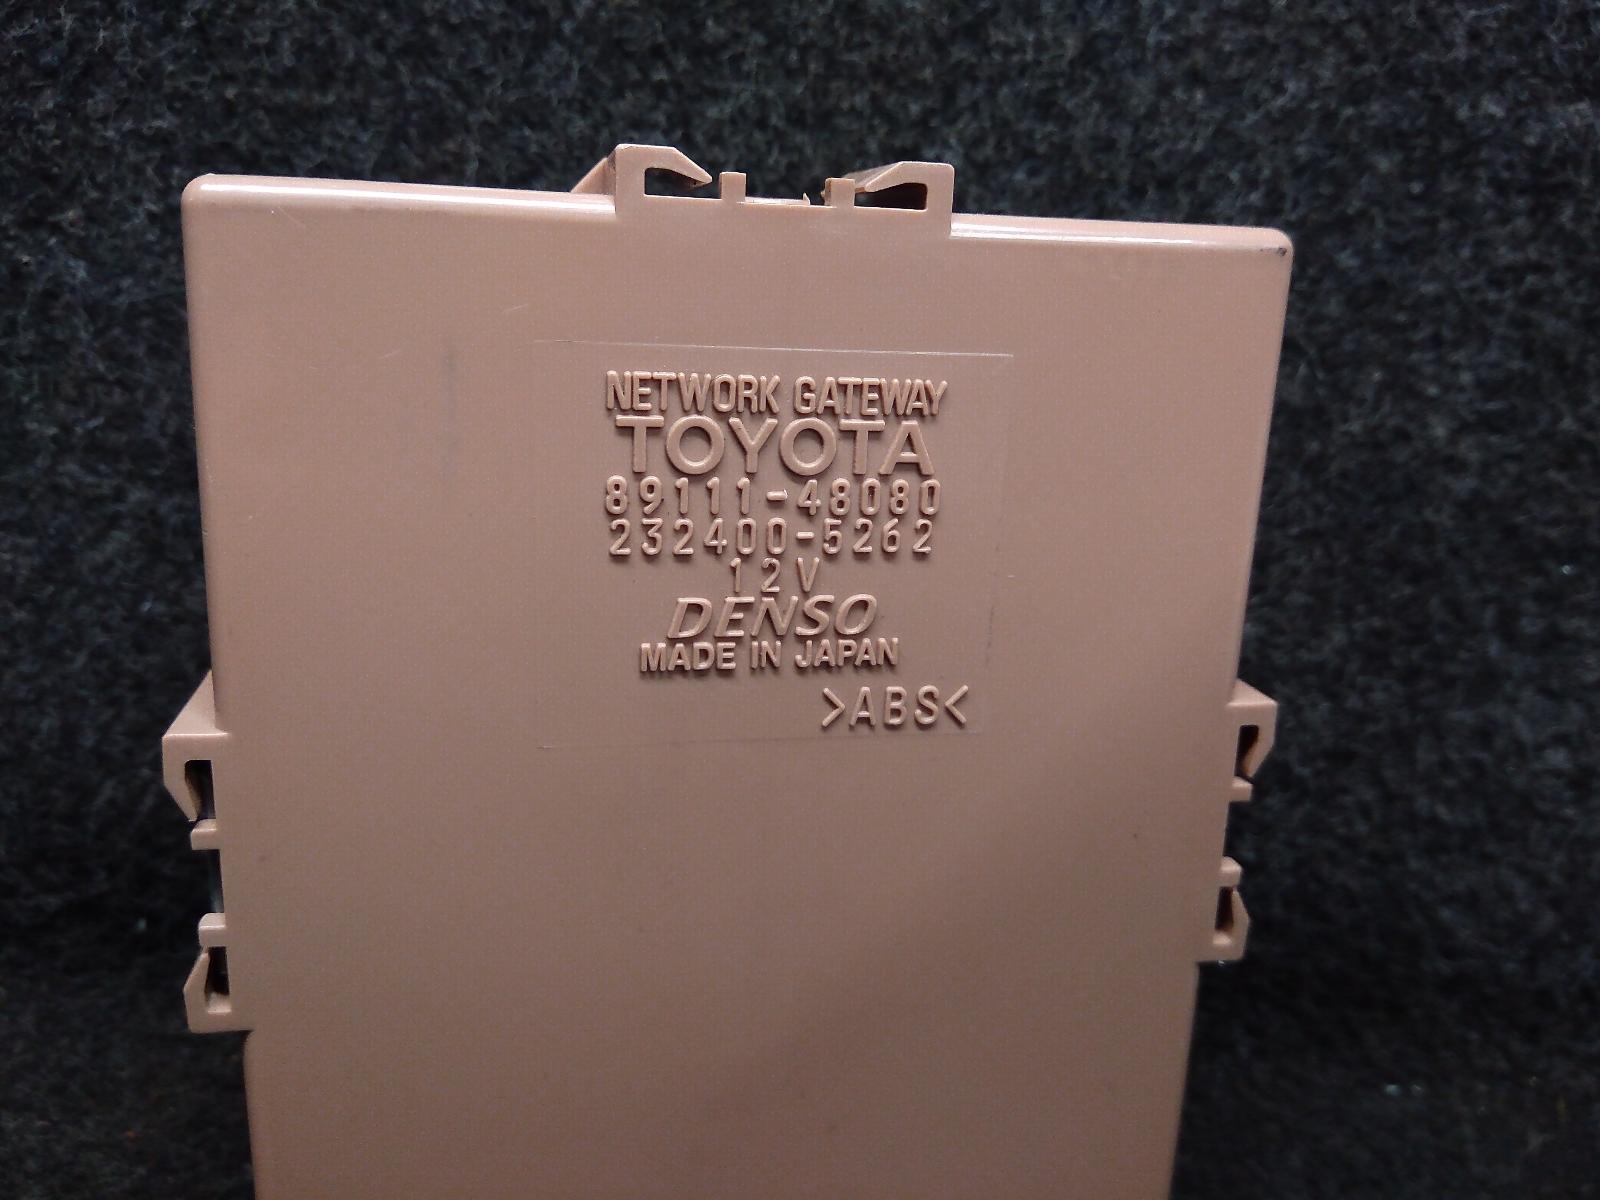 NETWORK GATEWAY
TOYOTA
89111-48080
232400-5262
12V
DENSO
MADE IN JAPAN
>ABS<